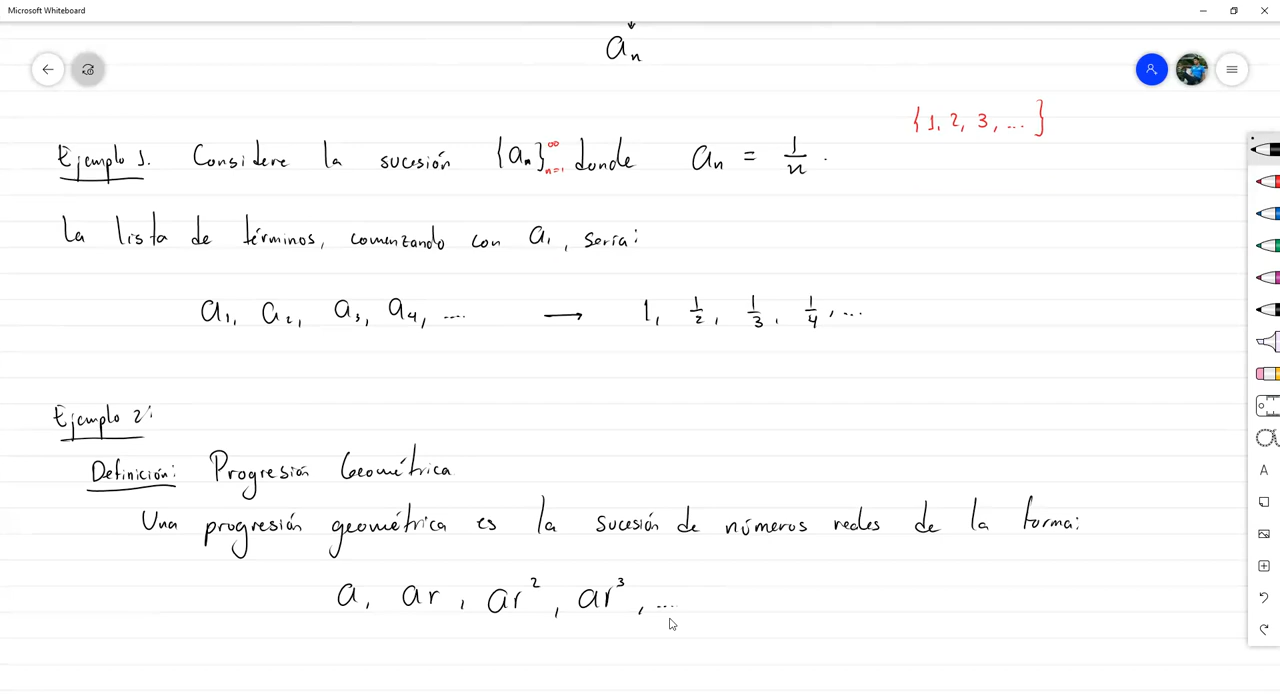 Microsoft Whiteboard
aₙ
{1, 2, 3, ...}
Ejemplo 1. Considere la sucesión {aₙ}ₙ₌₁^∞ donde aₙ = 1/n.
La lista de términos, comenzando con a₁, sería:
a₁, a₂, a₃, a₄, .... → 1, 1/2, 1/3, 1/4, ...
Ejemplo 2:
Definición: Progresión Geométrica
Una progresión geométrica es la sucesión de números reales de la forma:
a, ar, ar², ar³, ...
A